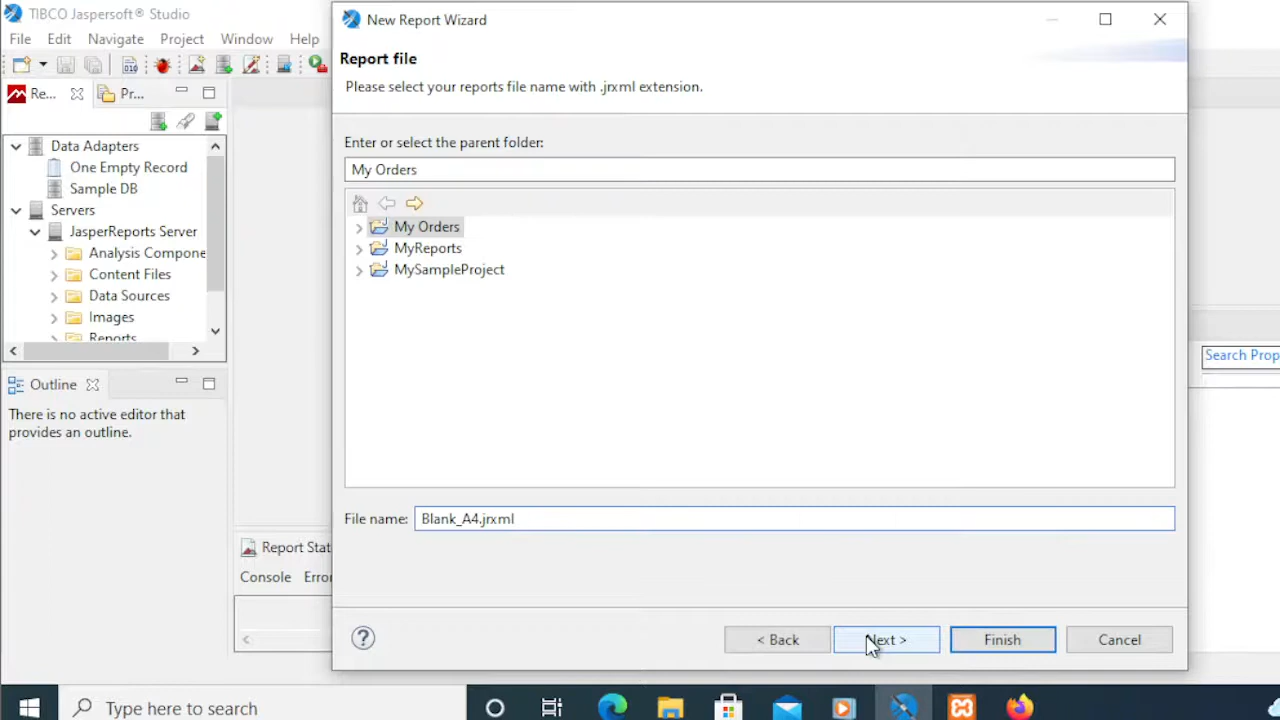 TIBCO Jaspersoft® Studio
File Edit Navigate Project Window Help
Re... Pr...
Data Adapters
One Empty Record
Sample DB
Servers
JasperReports Server
Analysis Compone
Content Files
Data Sources
Images
Reports
Outline
There is no active editor that
provides an outline.
New Report Wizard
Report file
Please select your reports file name with .jrxml extension.
Enter or select the parent folder:
My Orders
My Orders
MyReports
MySampleProject
File name: Blank_A4.jrxml
< Back Next > Finish Cancel
Report Stat
Console Erro
Search Prop
Type here to search